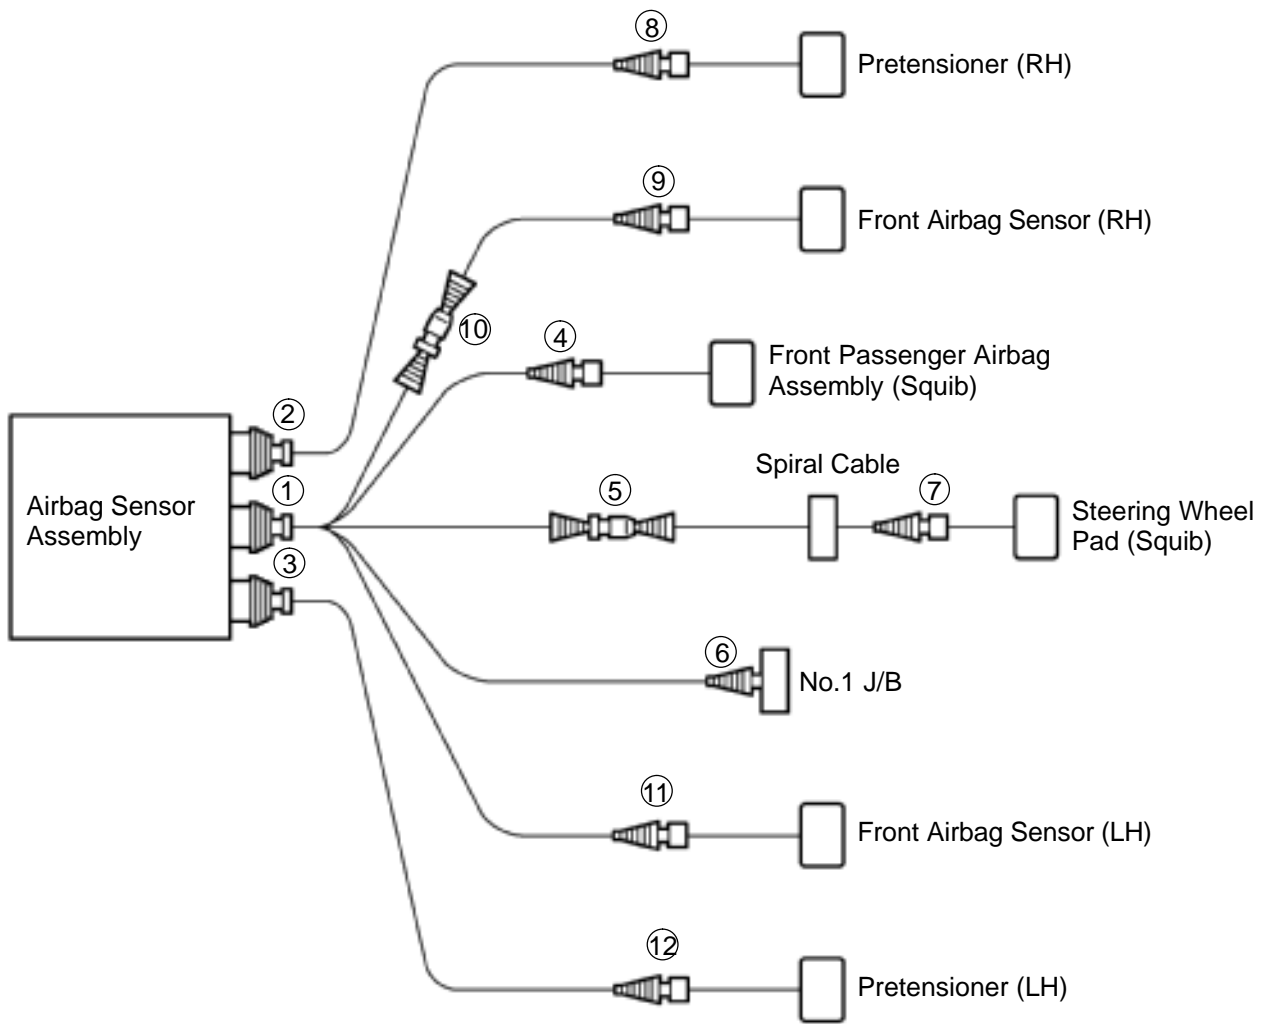 8
Pretensioner (RH)
9
Front Airbag Sensor (RH)
10
4
Front Passenger Airbag
Assembly (Squib)
2
Spiral Cable
1
5
7
Airbag Sensor
Assembly
Steering Wheel
Pad (Squib)
3
6
No.1 J/B
11
Front Airbag Sensor (LH)
12
Pretensioner (LH)